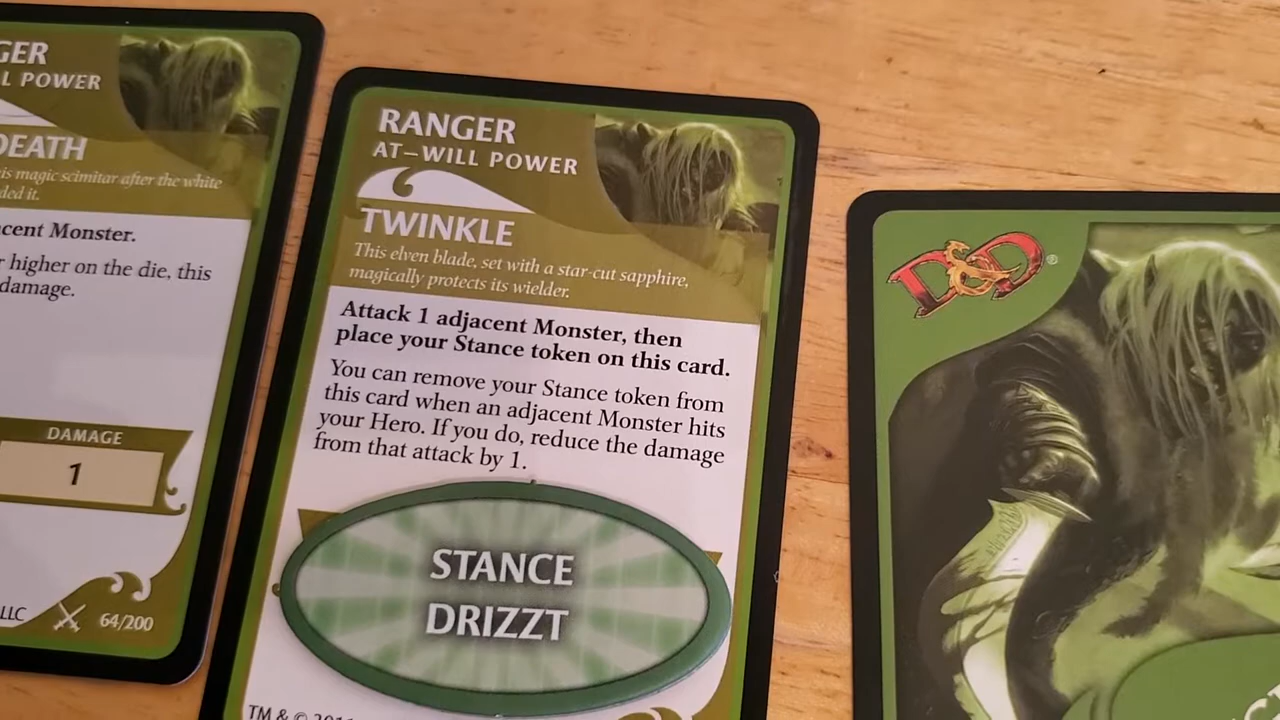 GER
L POWER
DEATH
is magic scimitar after the white
ded it.
cent Monster.
r higher on the die, this
damage.
DAMAGE
1
LLC
64/200
RANGER
AT–WILL POWER
TWINKLE
This elven blade, set with a star-cut sapphire,
magically protects its wielder.
Attack 1 adjacent Monster, then
place your Stance token on this card.
You can remove your Stance token from
this card when an adjacent Monster hits
your Hero. If you do, reduce the damage
from that attack by 1.
STANCE
DRIZZT
TM & ©
D&D
®